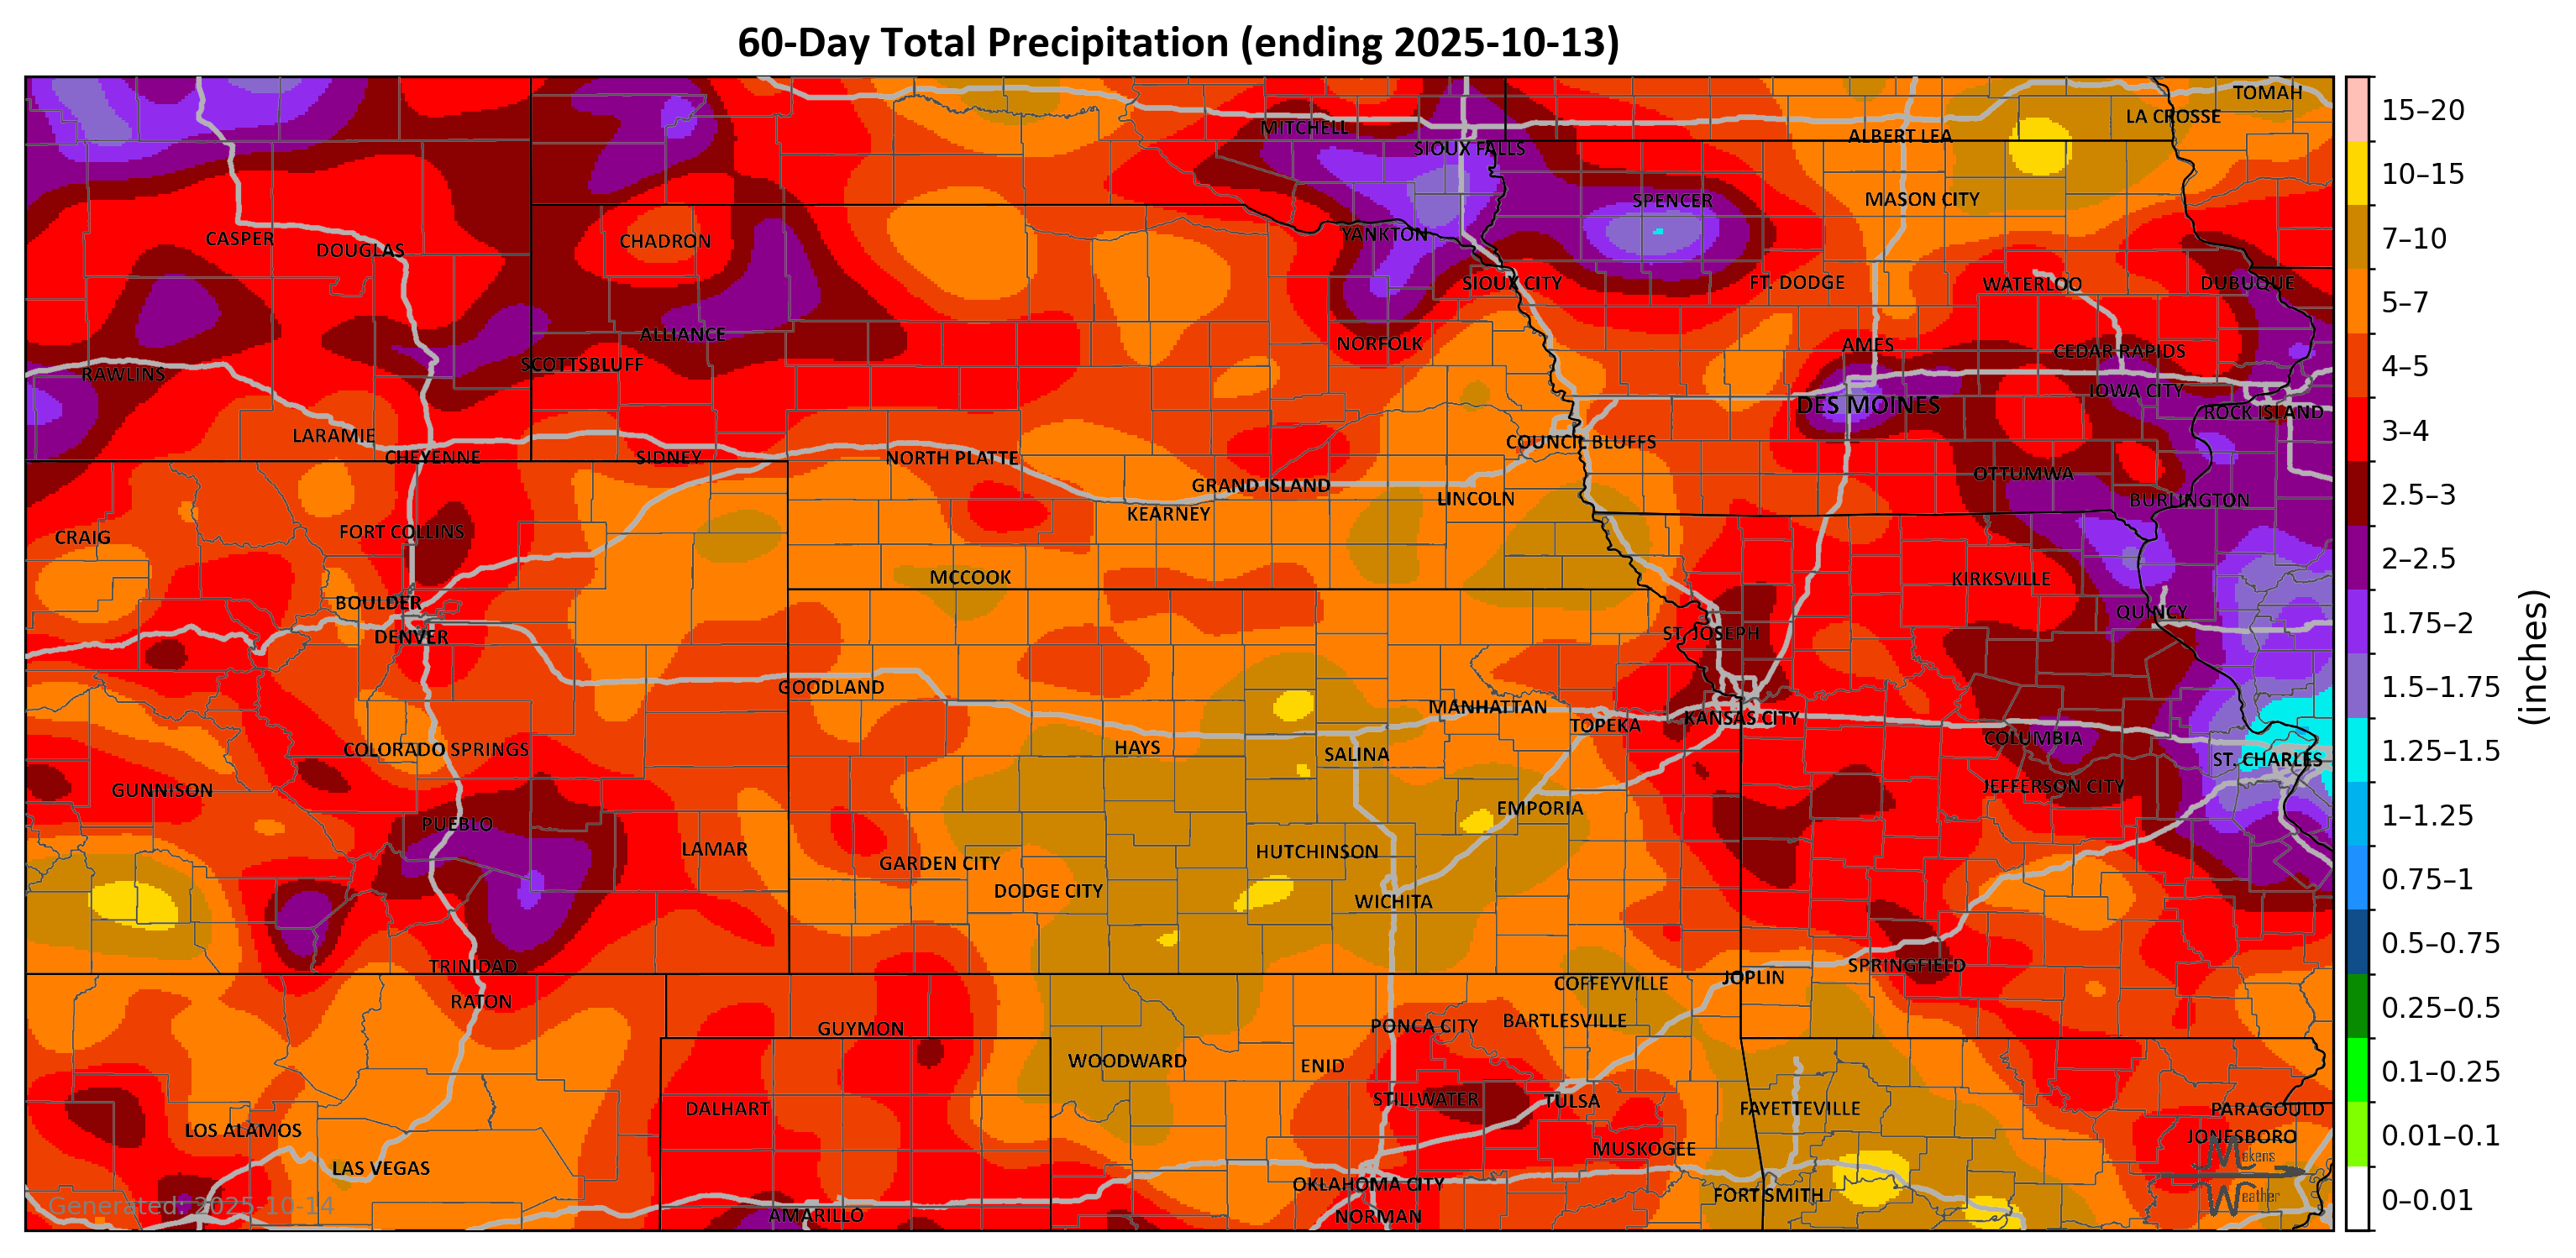 60-Day Total Precipitation (ending 2025-10-13)
TOMAH
LA CROSSE
MITCHELL
ALBERT LEA
SIOUX FALLS
SPENCER
MASON CITY
YANKTON
CASPER
CHADRON
DOUGLAS
SIOUX CITY
FT. DODGE
WATERLOO
DUBUQUE
ALLIANCE
NORFOLK
AMES
CEDAR RAPIDS
SCOTTSBLUFF
RAWLINS
IOWA CITY
DES MOINES
ROCK ISLAND
LARAMIE
COUNCIL BLUFFS
CHEYENNE
SIDNEY
NORTH PLATTE
OTTUMWA
GRAND ISLAND
LINCOLN
BURLINGTON
KEARNEY
FORT COLLINS
CRAIG
MCCOOK
KIRKSVILLE
BOULDER
QUINCY
DENVER
ST. JOSEPH
GOODLAND
MANHATTAN
KANSAS CITY
TOPEKA
COLUMBIA
COLORADO SPRINGS
HAYS
SALINA
ST. CHARLES
GUNNISON
JEFFERSON CITY
EMPORIA
PUEBLO
LAMAR
HUTCHINSON
GARDEN CITY
DODGE CITY
WICHITA
TRINIDAD
SPRINGFIELD
JOPLIN
COFFEYVILLE
RATON
GUYMON
PONCA CITY
BARTLESVILLE
WOODWARD
ENID
DALHART
STILLWATER
TULSA
FAYETTEVILLE
PARAGOULD
LOS ALAMOS
JONESBORO
MUSKOGEE
LAS VEGAS
OKLAHOMA CITY
FORT SMITH
AMARILLO
NORMAN
Generated: 2025-10-14
Makens
Weather
15–20
10–15
7–10
5–7
4–5
3–4
2.5–3
2–2.5
1.75–2
1.5–1.75
1.25–1.5
1–1.25
0.75–1
0.5–0.75
0.25–0.5
0.1–0.25
0.01–0.1
0–0.01
(inches)